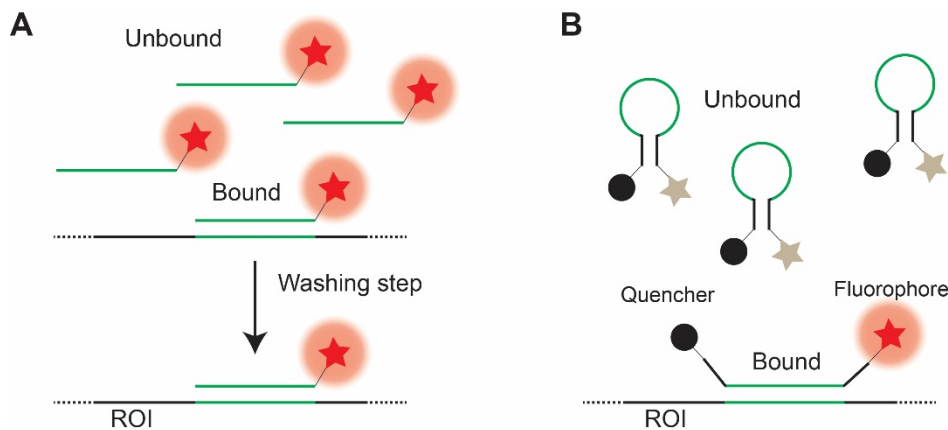 A
Unbound
Bound
Washing step
ROI
B
Unbound
Quencher
Fluorophore
Bound
ROI